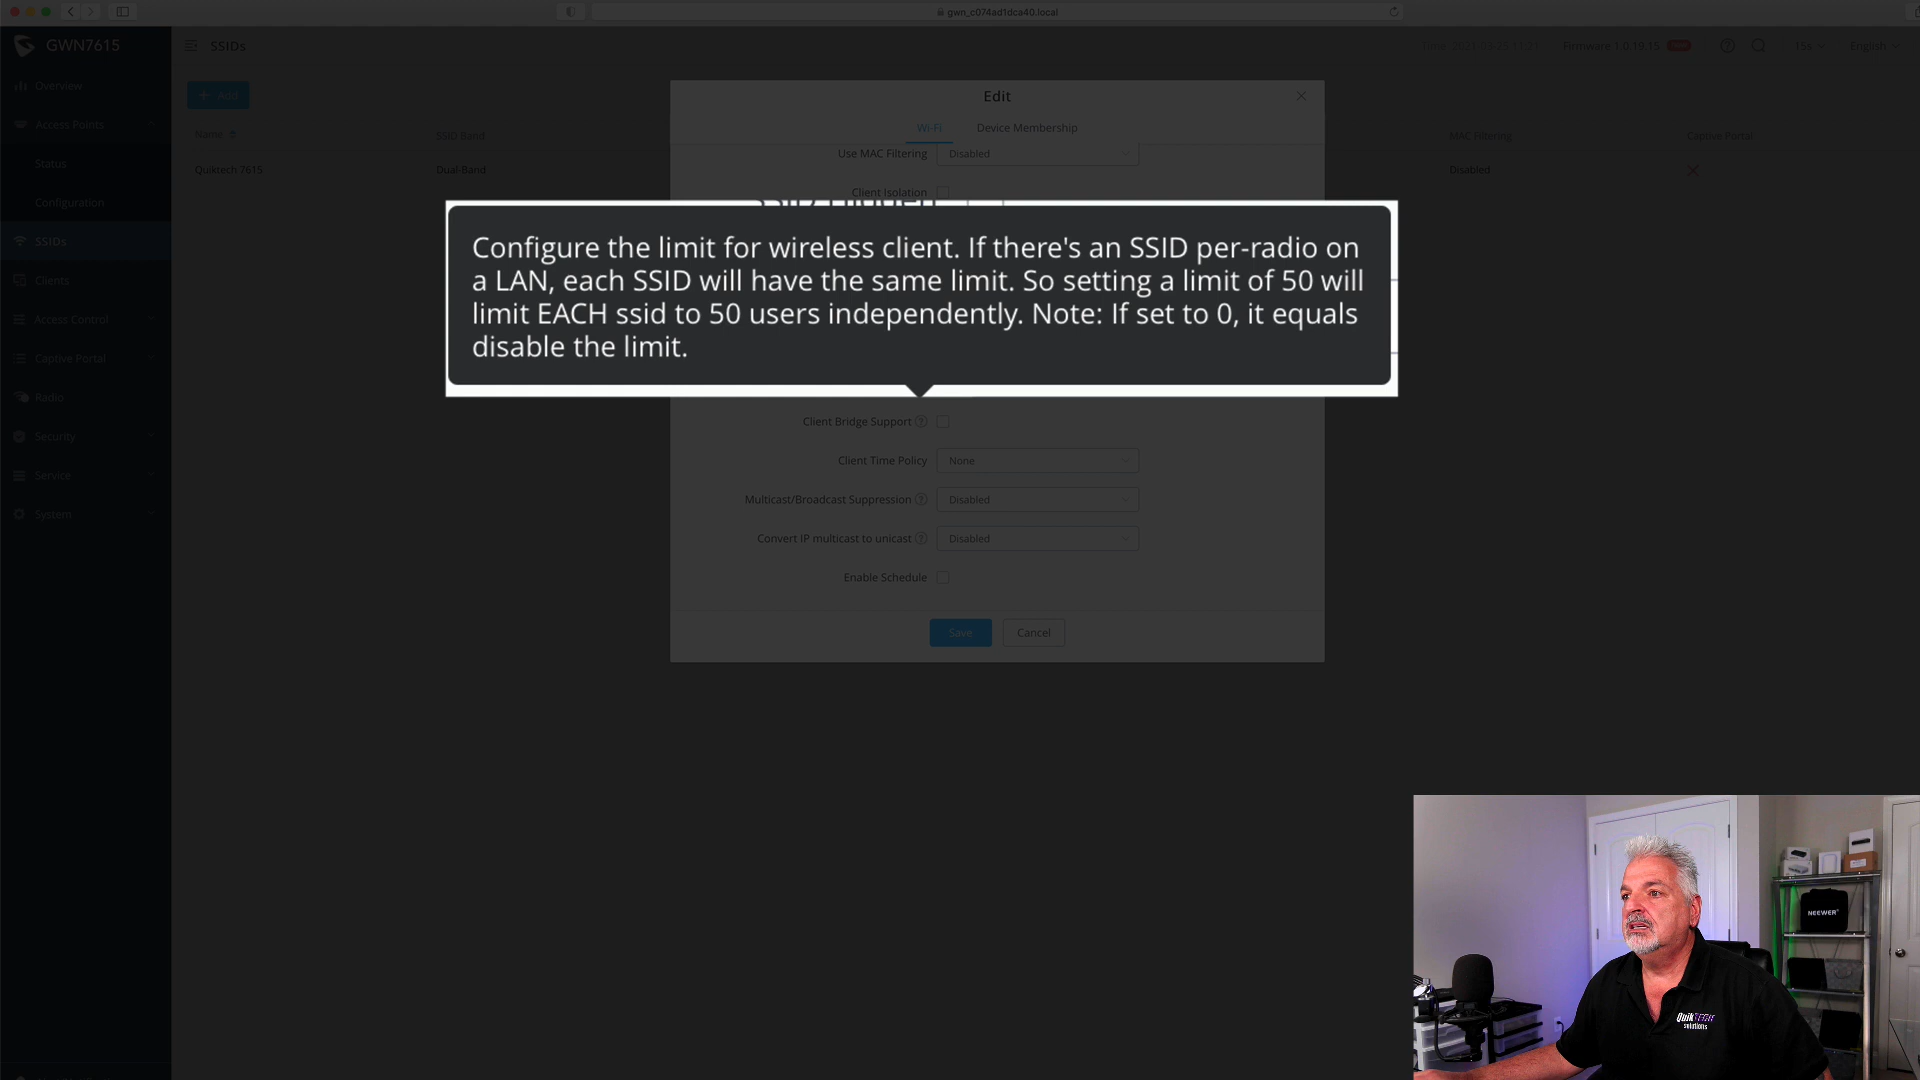 gwn_c074ad1dca40.local
GWN7615
SSIDs
Firmware 1.0.19.15
15s
English
Overview
Access Points
Status
Configuration
SSIDs
Clients
Access Control
Captive Portal
Radio
Security
Service
System
Add
Name
SSID Band
MAC Filtering
Captive Portal
Quiktech 7615
Dual-Band
Disabled
Edit
Wi-Fi
Device Membership
Use MAC Filtering
Disabled
Client Isolation
Configure the limit for wireless client. If there's an SSID per-radio on
a LAN, each SSID will have the same limit. So setting a limit of 50 will
limit EACH ssid to 50 users independently. Note: If set to 0, it equals
disable the limit.
Client Bridge Support ?
Client Time Policy
None
Multicast/Broadcast Suppression ?
Disabled
Convert IP multicast to unicast ?
Disabled
Enable Schedule
Save
Cancel
NEEWER
QuikTECH
solutions